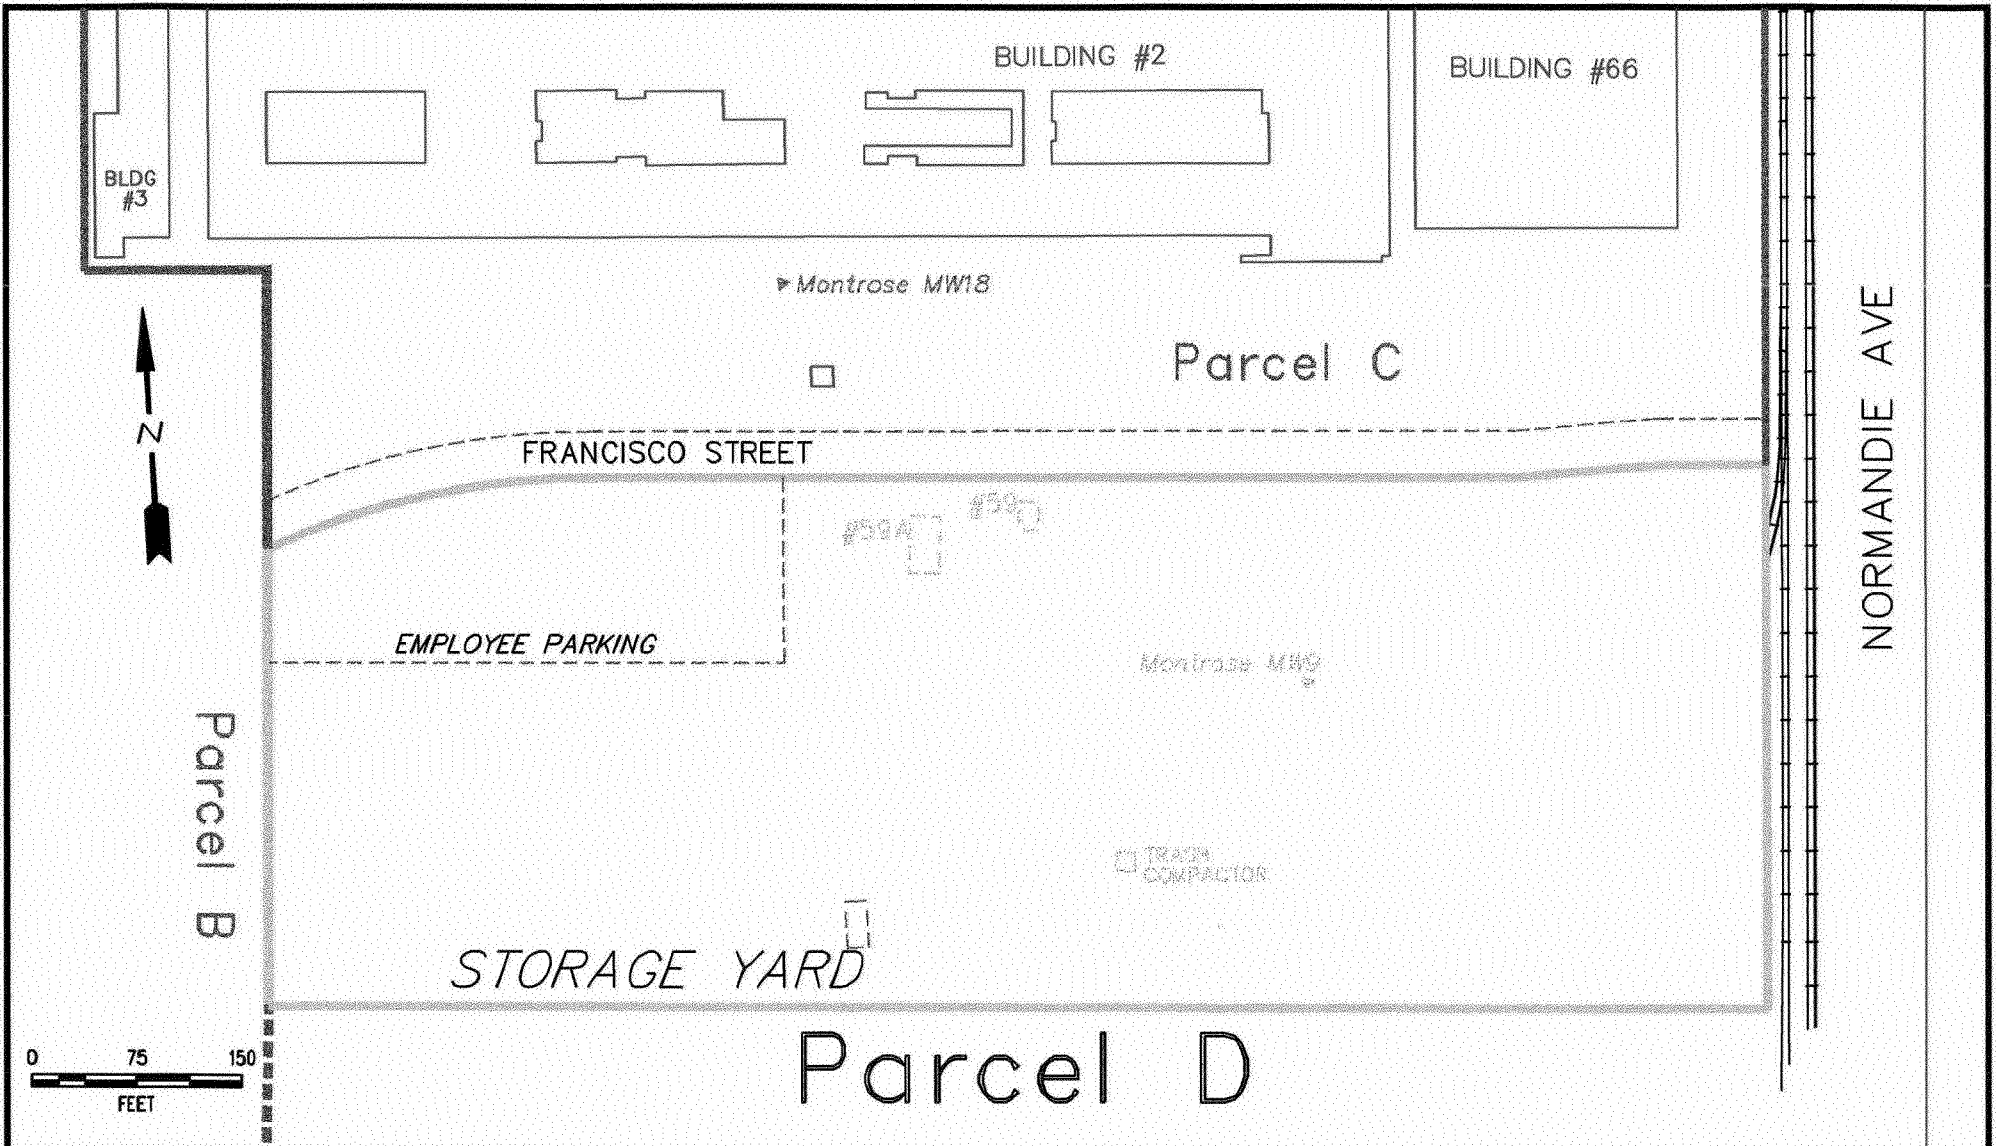 BUILDING #2
BUILDING #66
BLDG
#3
Montrose MW18
Parcel C
NORMANDIE AVE
N
FRANCISCO STREET
#59
#59A
EMPLOYEE PARKING
Montrose MW9
Parcel B
TRASH
COMPACTOR
STORAGE YARD
0 75 150
FEET
Parcel D